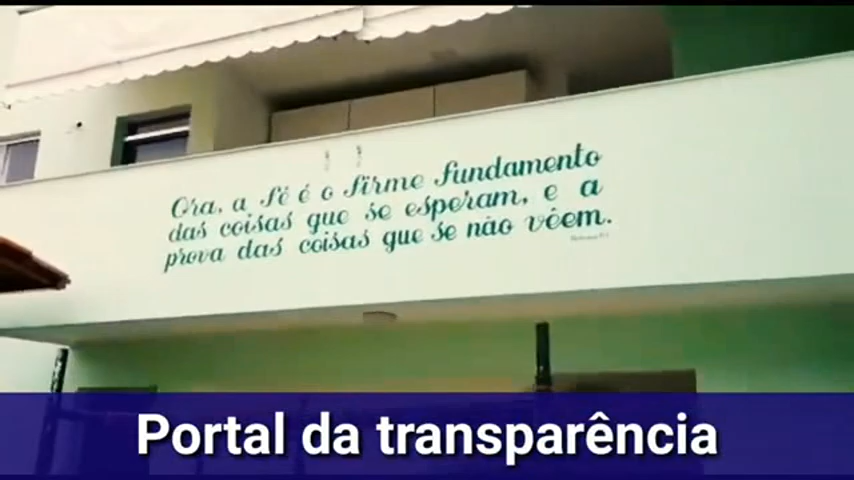 Ora, a fé é o firme fundamento
das coisas que se esperam, e a
prova das coisas que se não vêem.
Portal da transparência